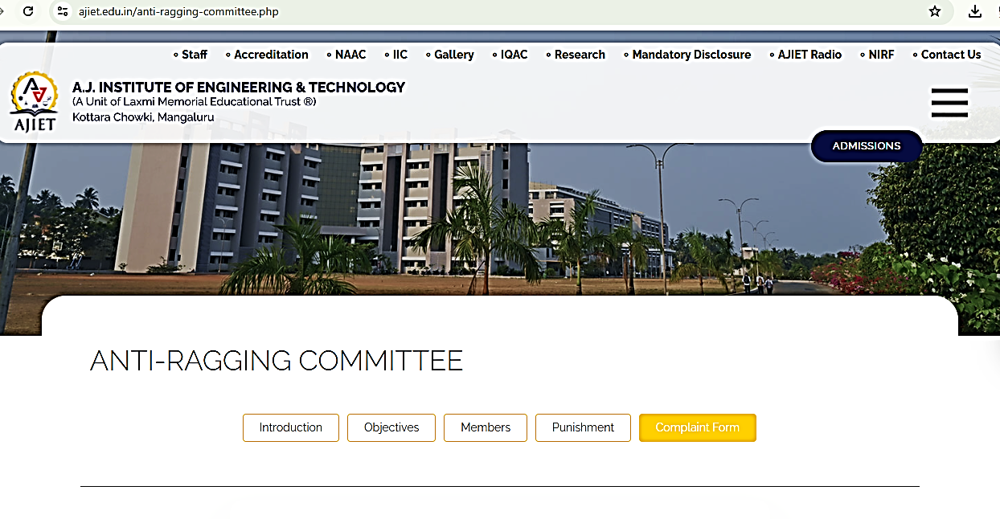 ajiet.edu.in/anti-ragging-committee.php
Staff Accreditation NAAC IIC Gallery IQAC Research Mandatory Disclosure AJIET Radio NIRF Contact Us
A.J. INSTITUTE OF ENGINEERING & TECHNOLOGY
(A Unit of Laxmi Memorial Educational Trust ®)
Kottara Chowki, Mangaluru
AJIET
ADMISSIONS
ANTI-RAGGING COMMITTEE
Introduction Objectives Members Punishment Complaint Form